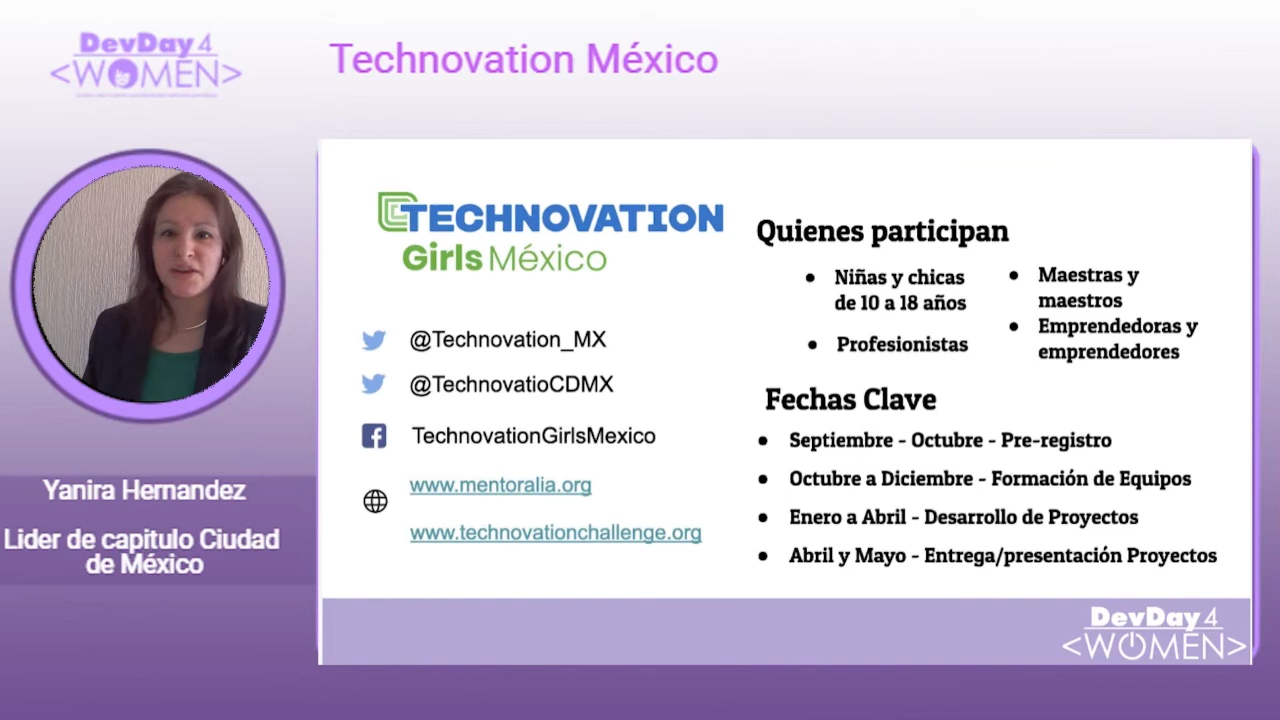 DevDay4
<WOMEN>
Technovation México
Yanira Hernandez
Lider de capitulo Ciudad
de México
TECHNOVATION
Girls México
@Technovation_MX
@TechnovatioCDMX
TechnovationGirlsMexico
www.mentoralia.org
www.technovationchallenge.org
Quienes participan
Niñas y chicas
de 10 a 18 años
Profesionistas
Maestras y
maestros
Emprendedoras y
emprendedores
Fechas Clave
Septiembre - Octubre - Pre-registro
Octubre a Diciembre - Formación de Equipos
Enero a Abril - Desarrollo de Proyectos
Abril y Mayo - Entrega/presentación Proyectos
DevDay4
<WOMEN>